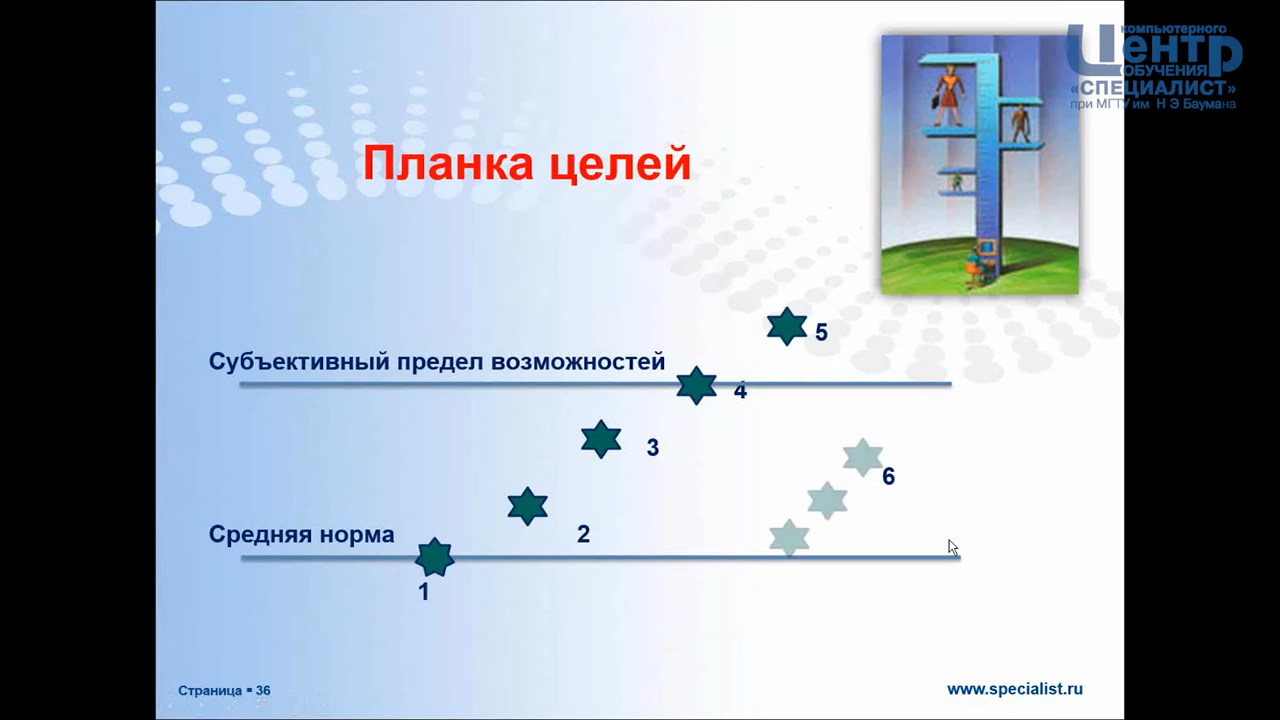 компьютерного
Центр
ОБУЧЕНИЯ
«СПЕЦИАЛИСТ»
при МГТУ им Н Э Баумана
Планка целей
5
Субъективный предел возможностей
4
3
6
Средняя норма
2
1
Страница ▪ 36
www.specialist.ru